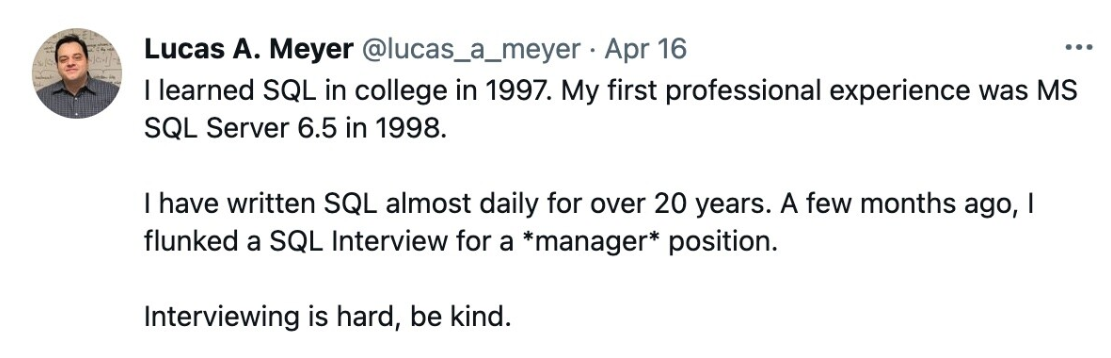 Lucas A. Meyer @lucas_a_meyer · Apr 16
I learned SQL in college in 1997. My first professional experience was MS
SQL Server 6.5 in 1998.
I have written SQL almost daily for over 20 years. A few months ago, I
flunked a SQL Interview for a *manager* position.
Interviewing is hard, be kind.